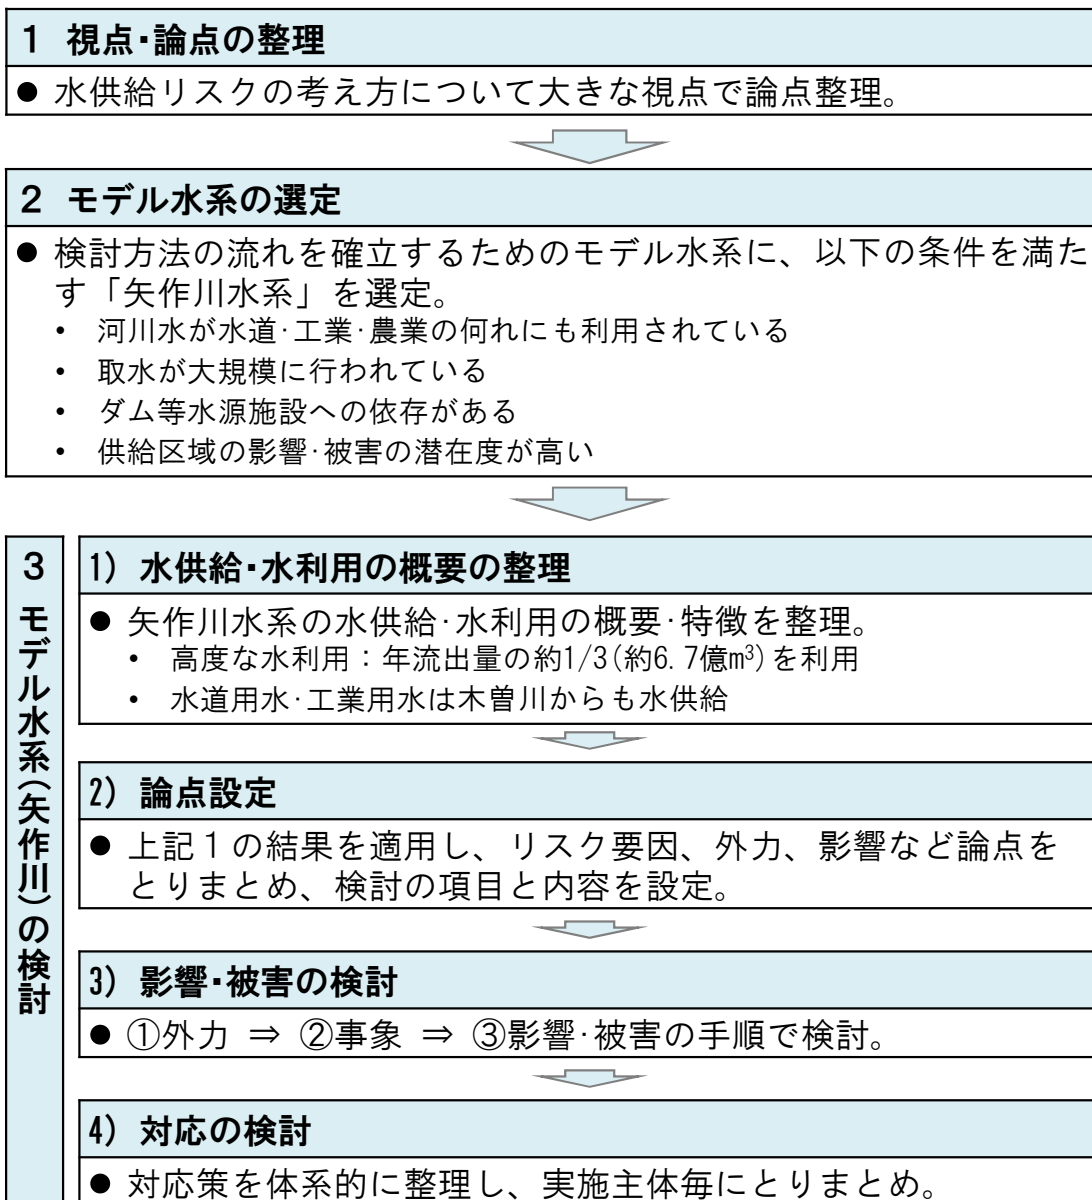 １ 視点･論点の整理
● 水供給リスクの考え方について大きな視点で論点整理。
２ モデル水系の選定
● 検討方法の流れを確立するためのモデル水系に、以下の条件を満た
す「矢作川水系」を選定。
• 河川水が水道･工業･農業の何れにも利用されている
• 取水が大規模に行われている
• ダム等水源施設への依存がある
• 供給区域の影響･被害の潜在度が高い
３ モデル水系（矢作川）の検討
1) 水供給･水利用の概要の整理
● 矢作川水系の水供給･水利用の概要･特徴を整理。
• 高度な水利用：年流出量の約1/3(約6.7億m³)を利用
• 水道用水･工業用水は木曽川からも水供給
2) 論点設定
● 上記１の結果を適用し、リスク要因、外力、影響など論点を
とりまとめ、検討の項目と内容を設定。
3) 影響･被害の検討
● ①外力 ⇒ ②事象 ⇒ ③影響･被害の手順で検討。
4) 対応の検討
● 対応策を体系的に整理し、実施主体毎にとりまとめ。